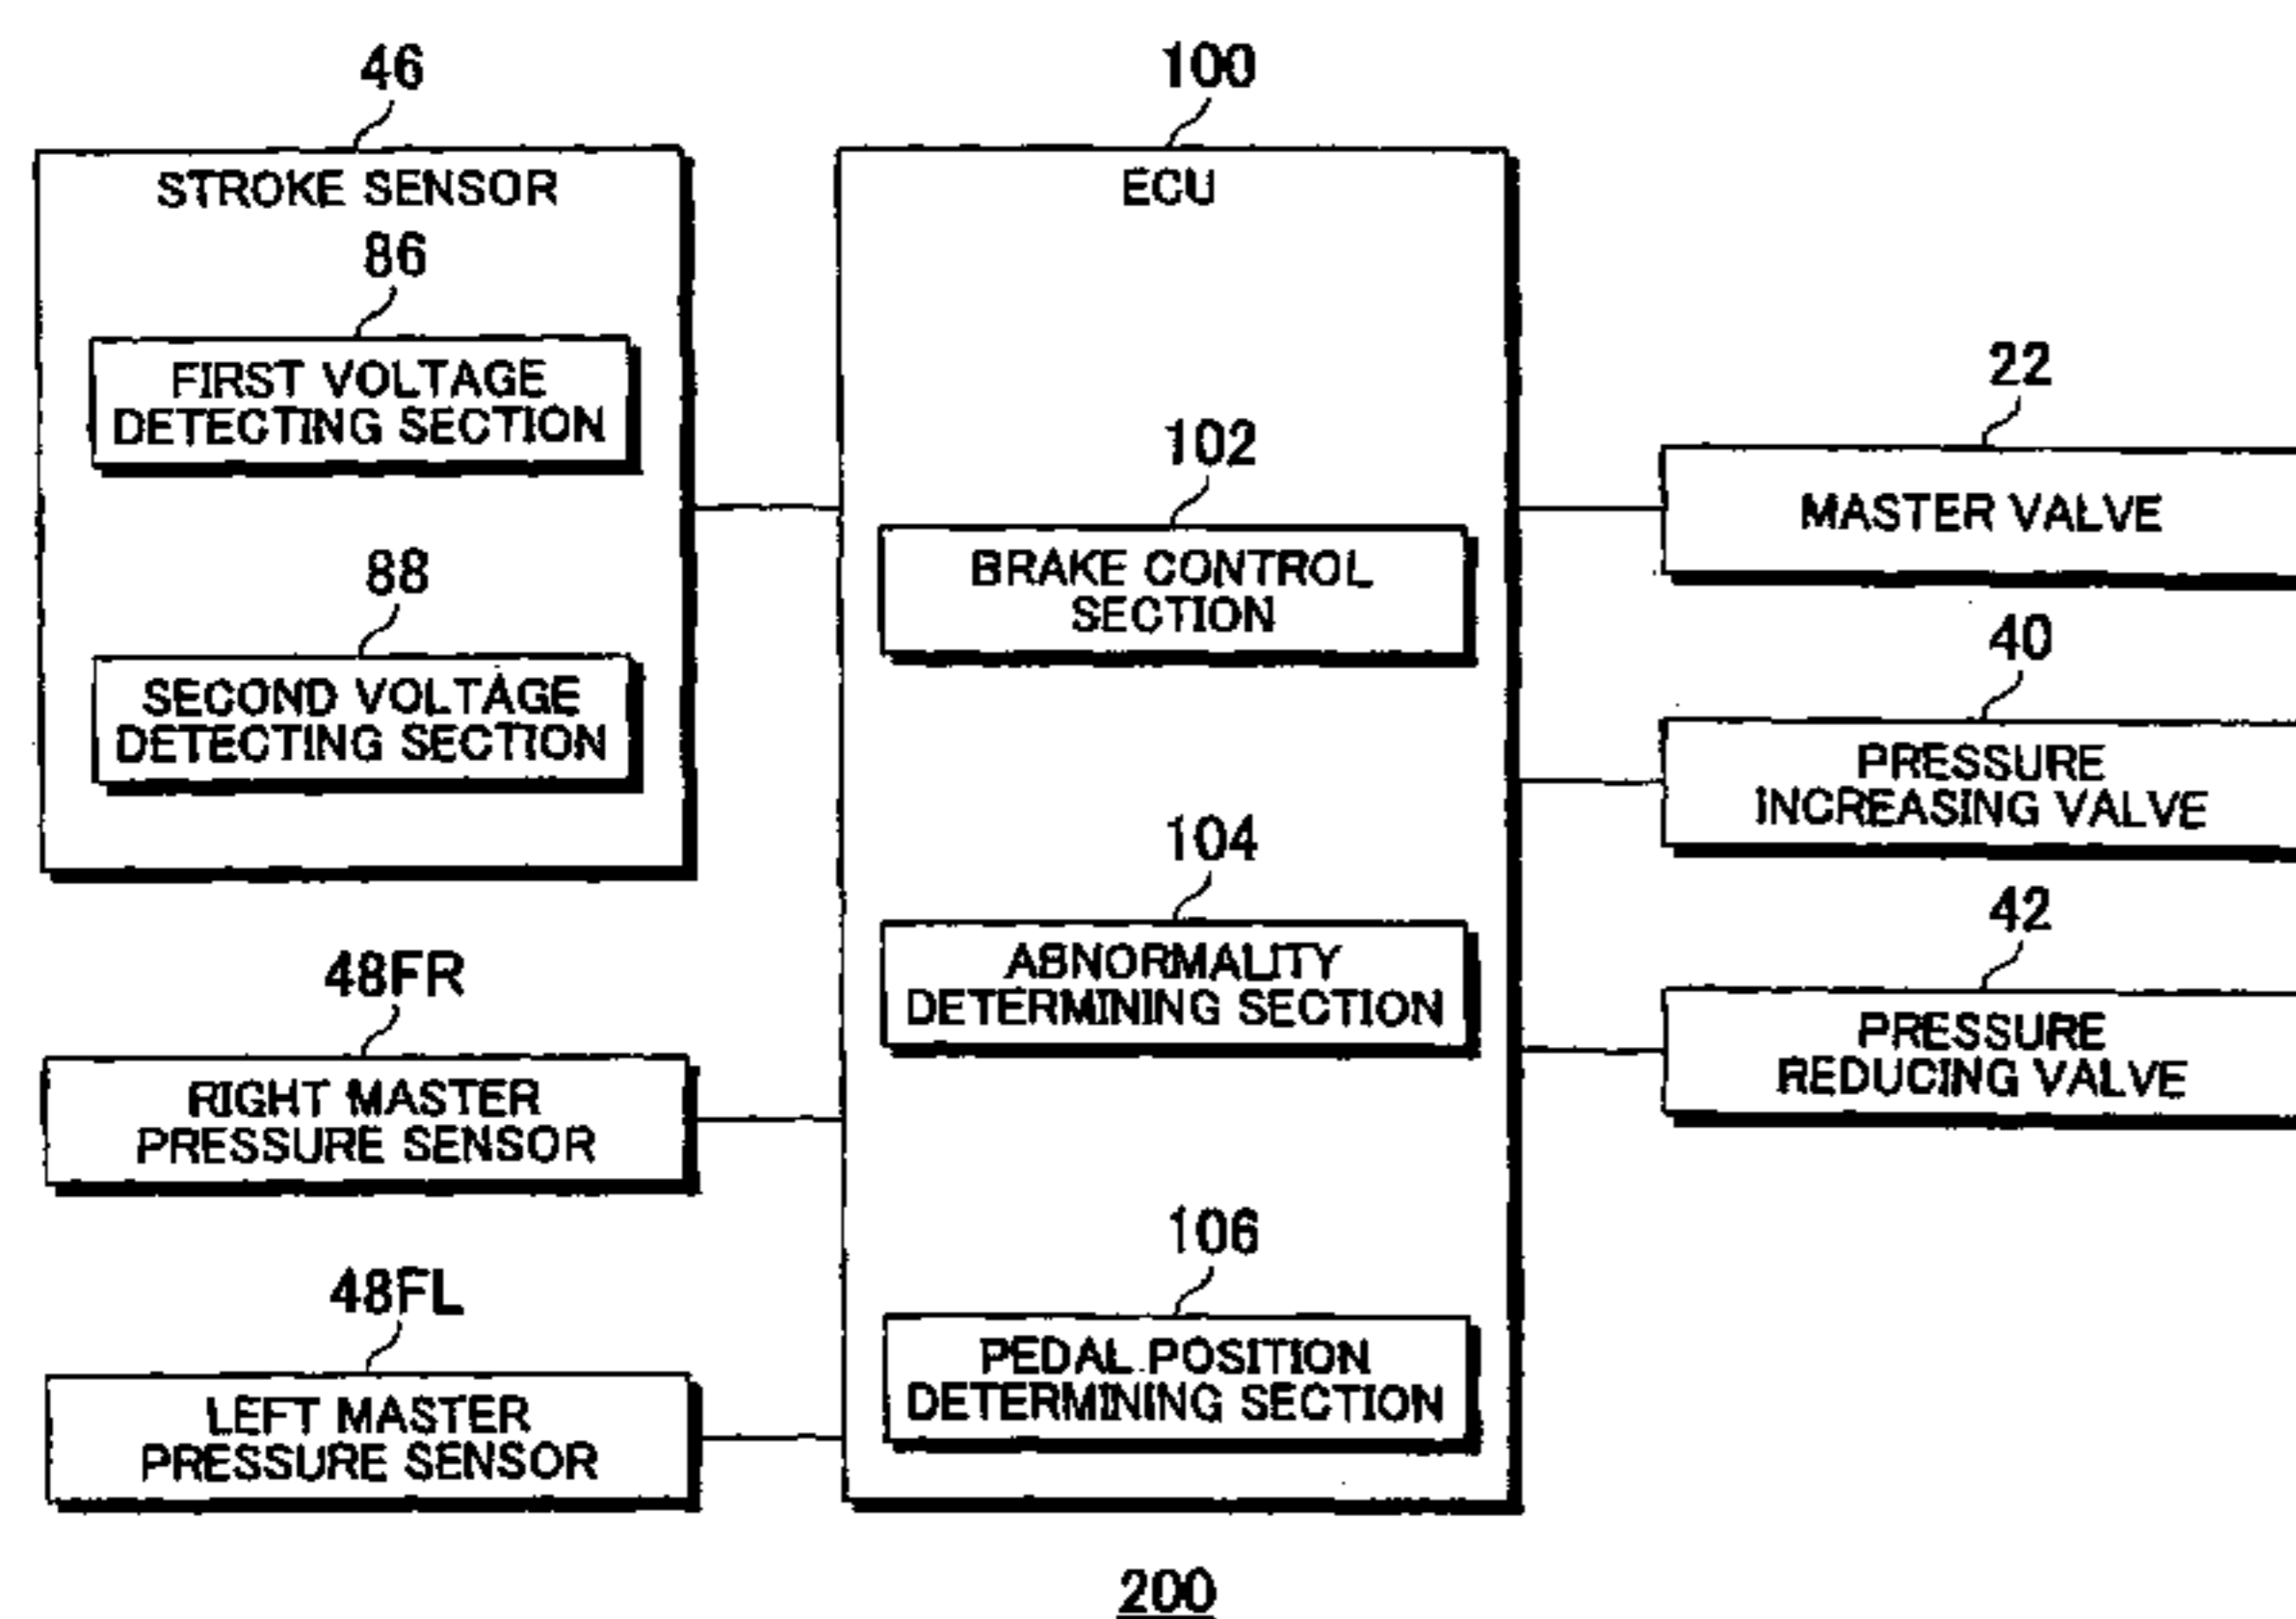 46
STROKE SENSOR
86
FIRST VOLTAGE
DETECTING SECTION
88
SECOND VOLTAGE
DETECTING SECTION
48FR
RIGHT MASTER
PRESSURE SENSOR
48FL
LEFT MASTER
PRESSURE SENSOR
100
ECU
102
BRAKE CONTROL
SECTION
104
ABNORMALITY
DETERMINING SECTION
106
PEDAL POSITION
DETERMINING SECTION
22
MASTER VALVE
40
PRESSURE
INCREASING VALVE
42
PRESSURE
REDUCING VALVE
200